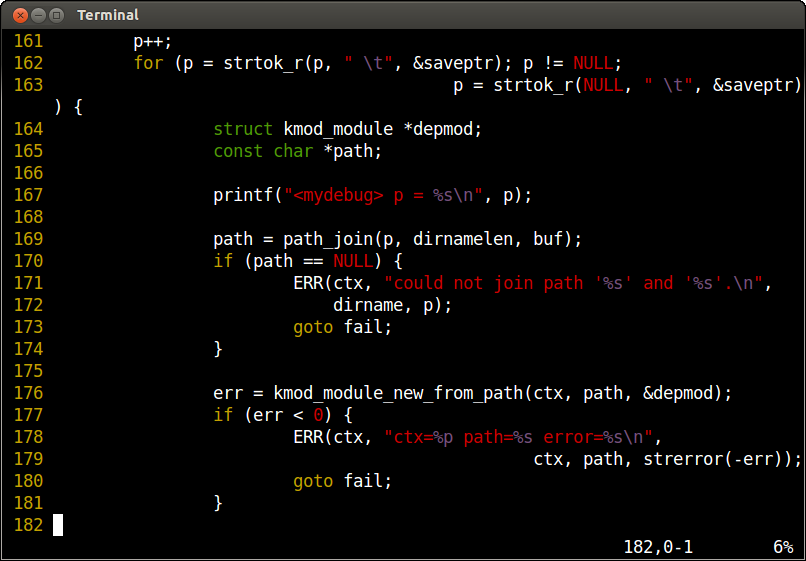 Terminal
161         p++;
162         for (p = strtok_r(p, " \t", &saveptr); p != NULL;
163                                         p = strtok_r(NULL, " \t", &saveptr)
) {
164                 struct kmod_module *depmod;
165                 const char *path;
166
167                 printf("<mydebug> p = %s\n", p);
168
169                 path = path_join(p, dirnamelen, buf);
170                 if (path == NULL) {
171                         ERR(ctx, "could not join path '%s' and '%s'.\n",
172                             dirname, p);
173                         goto fail;
174                 }
175
176                 err = kmod_module_new_from_path(ctx, path, &depmod);
177                 if (err < 0) {
178                         ERR(ctx, "ctx=%p path=%s error=%s\n",
179                                                 ctx, path, strerror(-err));
180                         goto fail;
181                 }
182
182,0-1        6%